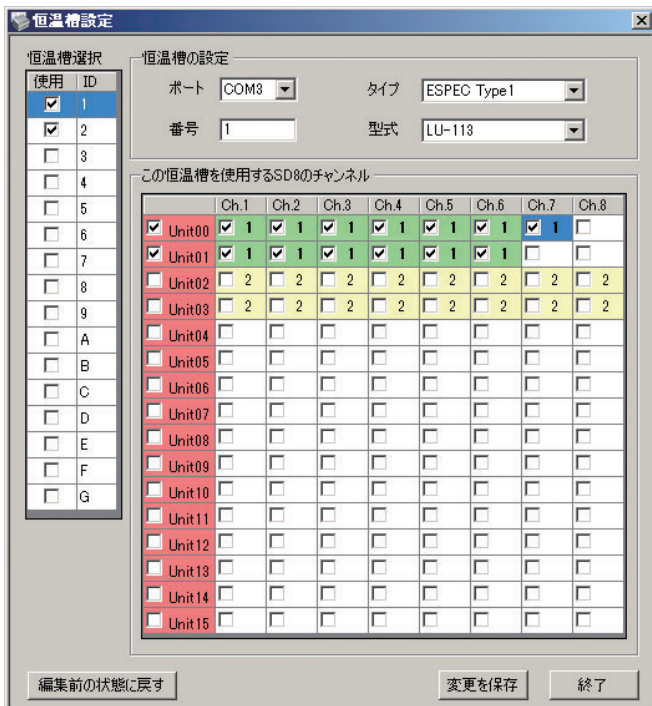 恒温槽設定
恒温槽選択
使用 ID
1
2
3
4
5
6
7
8
9
A
B
C
D
E
F
G
恒温槽の設定
ポート COM3 タイプ ESPEC Type1
番号 1 型式 LU-113
この恒温槽を使用するSD8のチャンネル
Ch.1 Ch.2 Ch.3 Ch.4 Ch.5 Ch.6 Ch.7 Ch.8
Unit00 1 1 1 1 1 1 1
Unit01 1 1 1 1 1 1
Unit02 2 2 2 2 2 2 2 2
Unit03 2 2 2 2 2 2 2 2
Unit04
Unit05
Unit06
Unit07
Unit08
Unit09
Unit10
Unit11
Unit12
Unit13
Unit14
Unit15
編集前の状態に戻す 変更を保存 終了